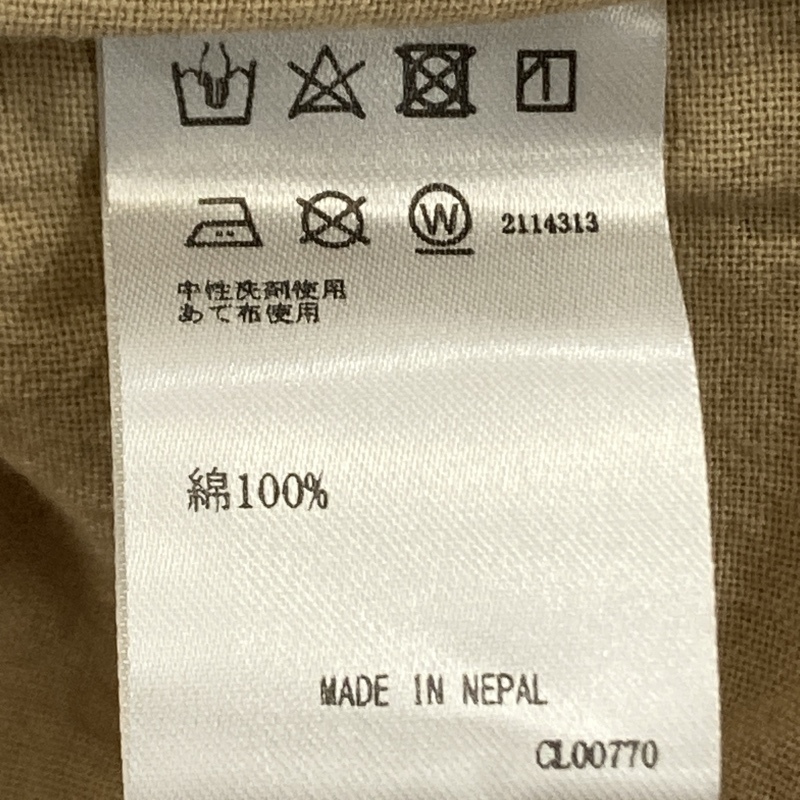 W 2114313
中性洗剤使用
あて布使用
綿100%
MADE IN NEPAL
CL00770